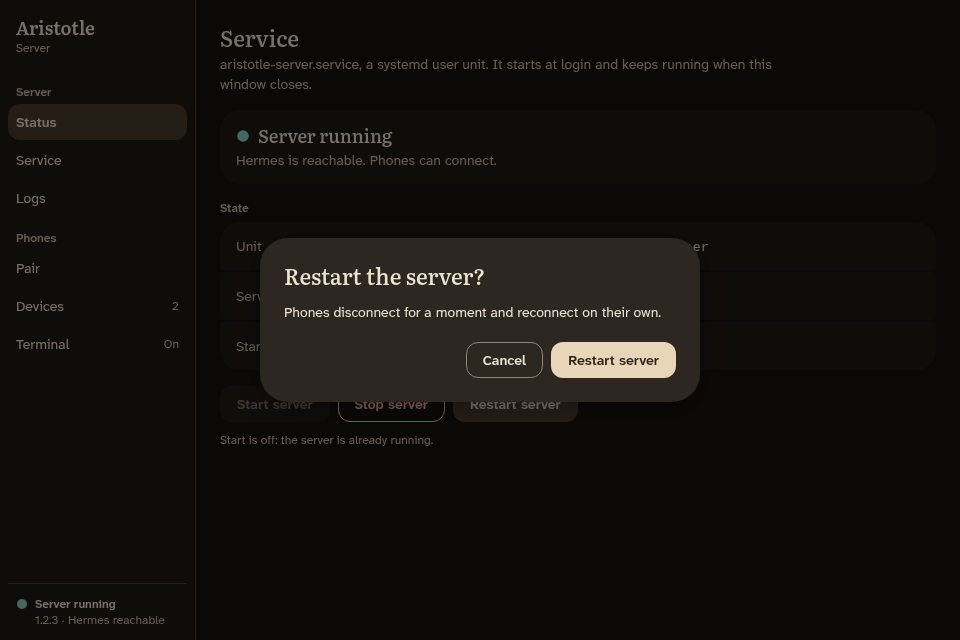 Aristotle
Server
Server
Status
Service
Logs
Phones
Pair
Devices 2
Terminal On
Server running
1.2.3 · Hermes reachable
Service
aristotle-server.service, a systemd user unit. It starts at login and keeps running when this
window closes.
Server running
Hermes is reachable. Phones can connect.
State
Unit
Restart the server?
Phones disconnect for a moment and reconnect on their own.
Cancel Restart server
Start server Stop server Restart server
Start is off: the server is already running.